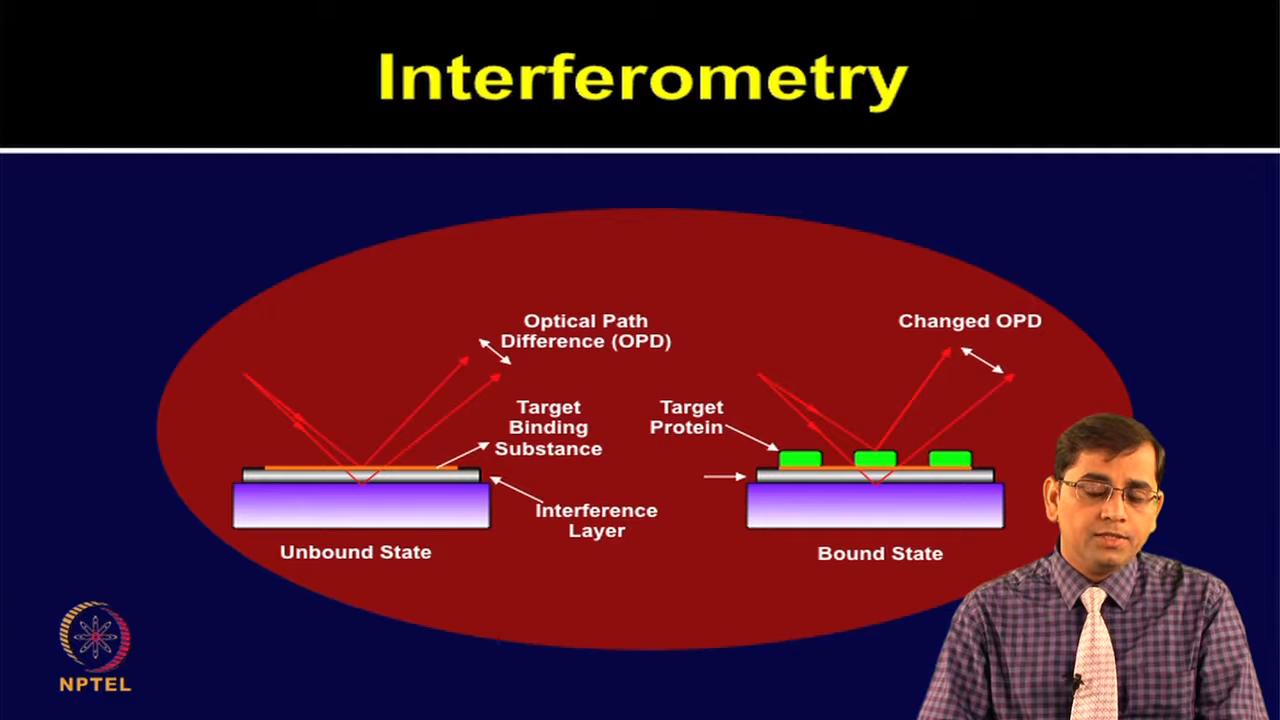 Interferometry
Optical Path
Difference (OPD)
Target
Binding
Substance
Interference
Layer
Unbound State
Changed OPD
Target
Protein
Bound State
NPTEL